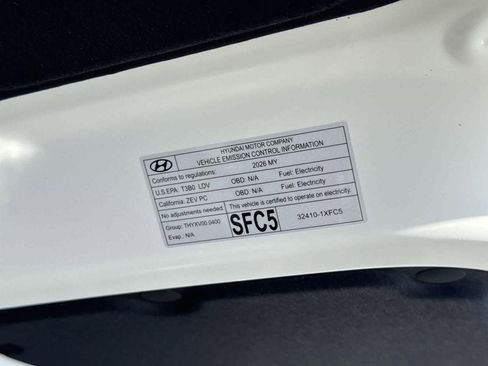 HYUNDAI MOTOR COMPANY
VEHICLE EMISSION CONTROL INFORMATION
Conforms to regulations: 2026 MY
U.S.EPA: T3B0 LDV OBD: N/A Fuel: Electricity
California: ZEV PC OBD: N/A Fuel: Electricity
No adjustments needed. This vehicle is certified to operate on electricity.
Group: THYXV00.0400 SFC5 32410-1XFC5
Evap.: N/A